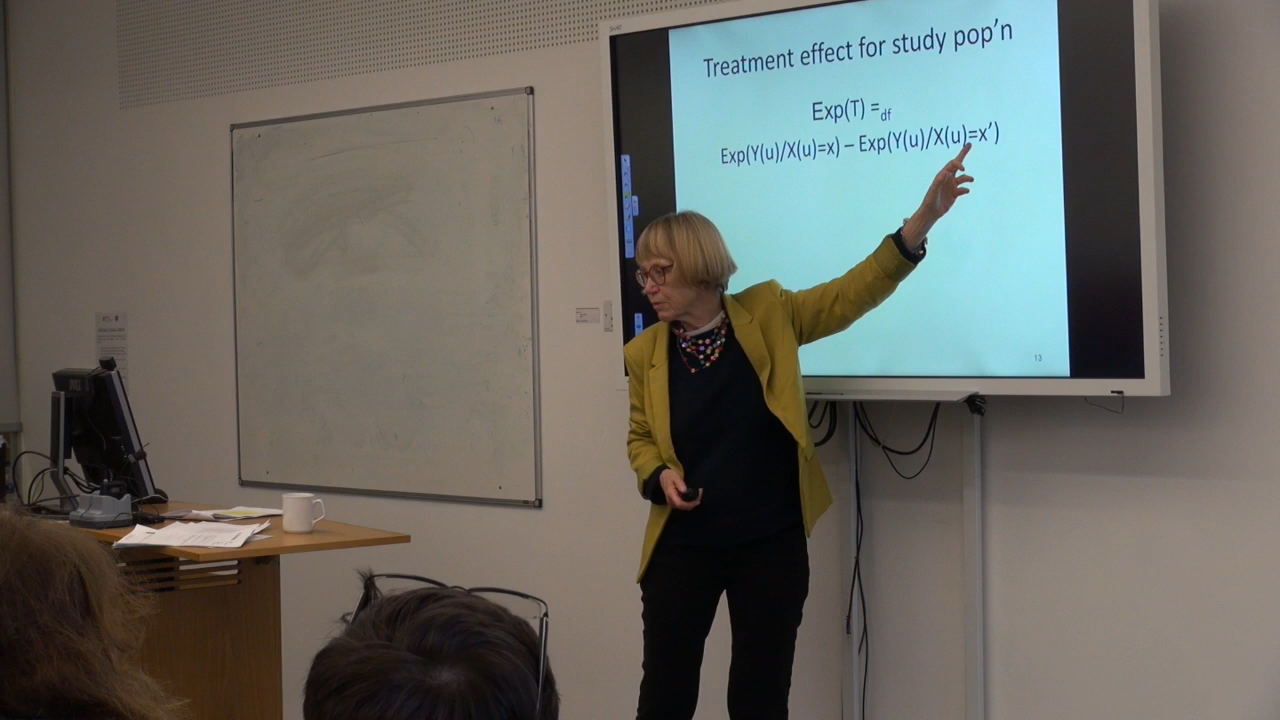 Treatment effect for study pop’n
Exp(T) =df
Exp(Y(u)/X(u)=x) – Exp(Y(u)/X(u)=x’)
13